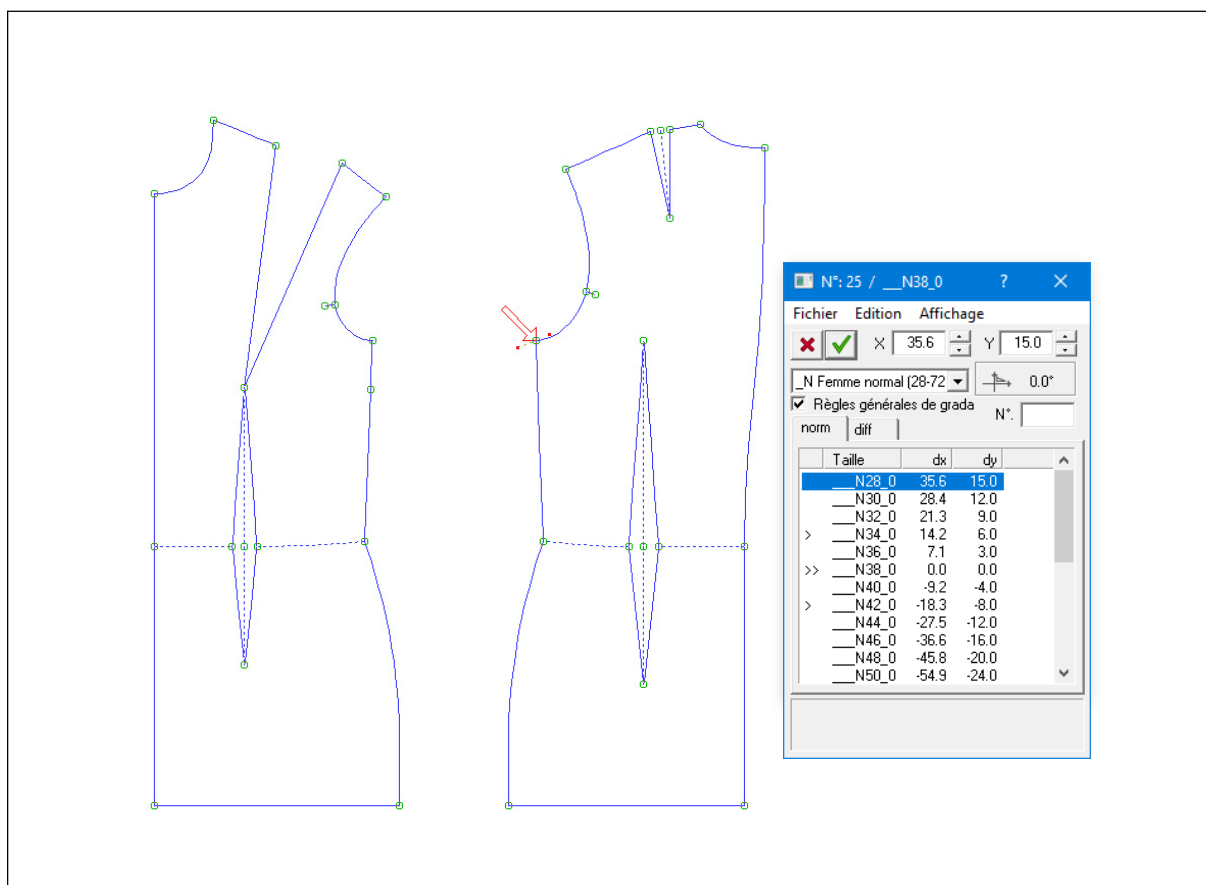 N°: 25 / __N38_0 ?
Fichier Edition Affichage
X 35.6 Y 15.0
_N Femme normal (28-72 0.0°
Règles générales de grada N°.
norm diff
Taille dx dy
___N28_0 35.6 15.0
___N30_0 28.4 12.0
___N32_0 21.3 9.0
> ___N34_0 14.2 6.0
___N36_0 7.1 3.0
>> ___N38_0 0.0 0.0
___N40_0 -9.2 -4.0
> ___N42_0 -18.3 -8.0
___N44_0 -27.5 -12.0
___N46_0 -36.6 -16.0
___N48_0 -45.8 -20.0
___N50_0 -54.9 -24.0